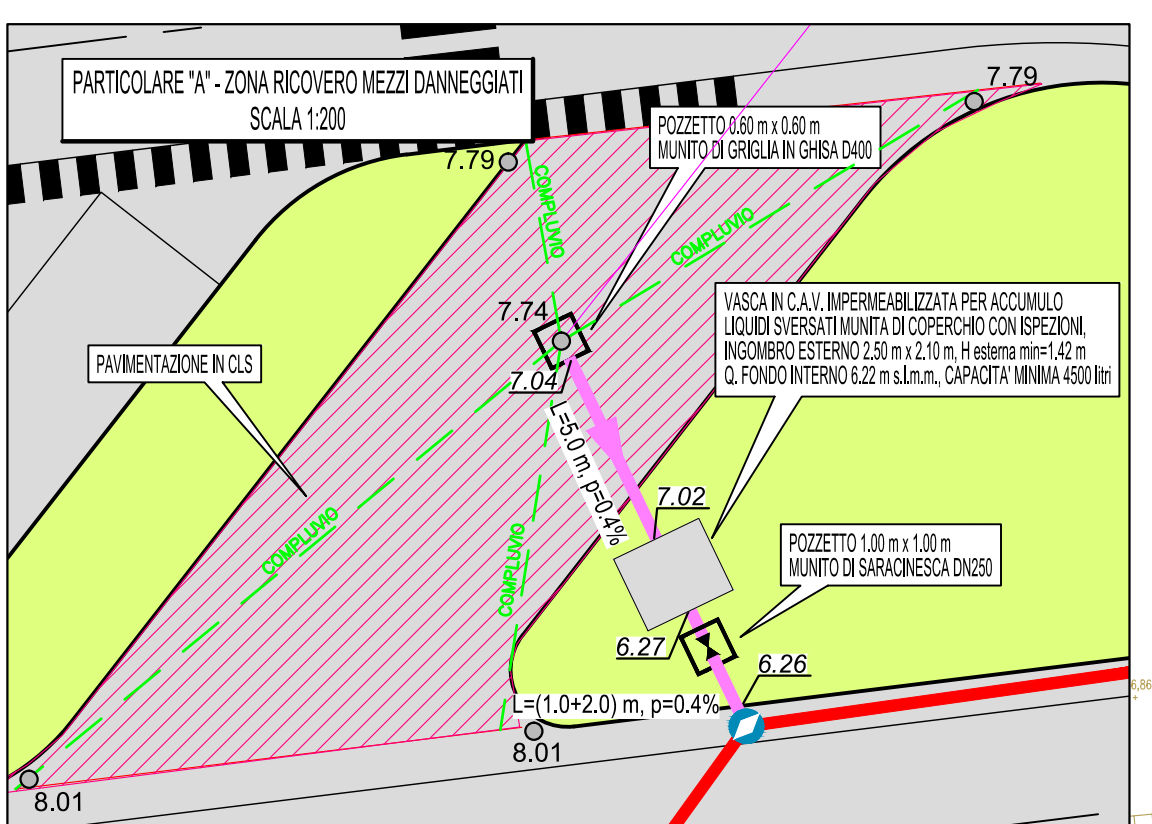 PARTICOLARE "A" - ZONA RICOVERO MEZZI DANNEGGIATI
SCALA 1:200
7.79
POZZETTO 0.60 m x 0.60 m
MUNITO DI GRIGLIA IN GHISA D400
7.79
COMPLUVIO
COMPLUVIO
VASCA IN C.A.V. IMPERMEABILIZZATA PER ACCUMULO
LIQUIDI SVERSATI MUNITA DI COPERCHIO CON ISPEZIONI,
INGOMBRO ESTERNO 2.50 m x 2.10 m, H esterna min=1.42 m
Q. FONDO INTERNO 6.22 m s.l.m.m., CAPACITA' MINIMA 4500 litri
7.74
PAVIMENTAZIONE IN CLS
7.04
L=5.0 m, p=0.4%
7.02
COMPLUVIO
COMPLUVIO
POZZETTO 1.00 m x 1.00 m
MUNITO DI SARACINESCA DN250
6.27
6.26
6,86
L=(1.0+2.0) m, p=0.4%
8.01
8.01